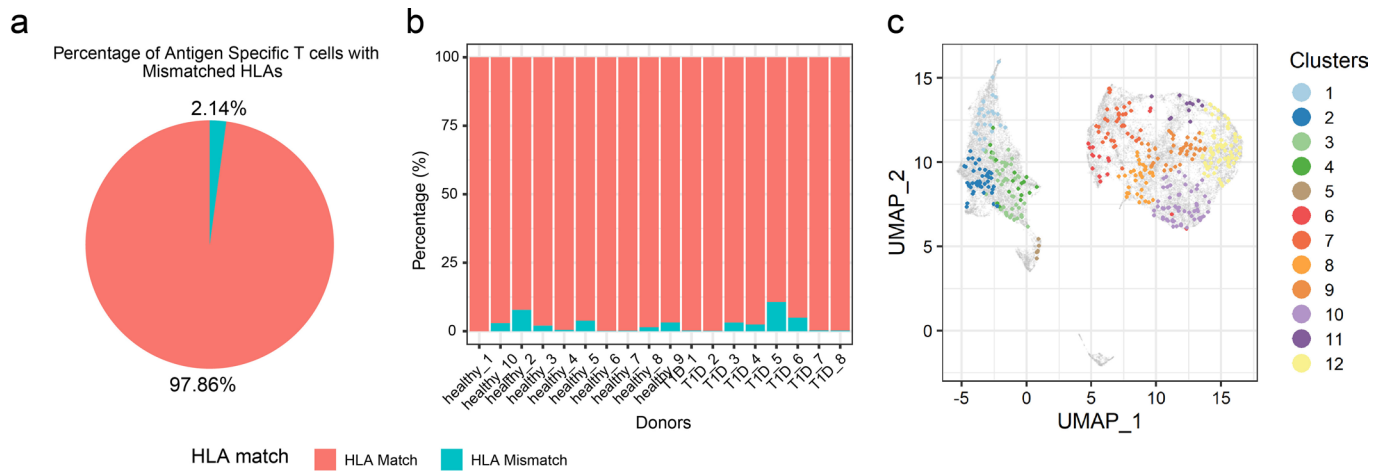 a
Percentage of Antigen Specific T cells with
Mismatched HLAs
2.14%
97.86%
b
Percentage (%)
100
75
50
25
0
healthy_1
healthy_10
healthy_2
healthy_3
healthy_4
healthy_5
healthy_6
healthy_7
healthy_8
healthy_9
T1D_1
T1D_2
T1D_3
T1D_4
T1D_5
T1D_6
T1D_7
T1D_8
Donors
HLA match
HLA Match
HLA Mismatch
c
UMAP_2
15
10
5
0
-5
0
5
10
15
UMAP_1
Clusters
1
2
3
4
5
6
7
8
9
10
11
12